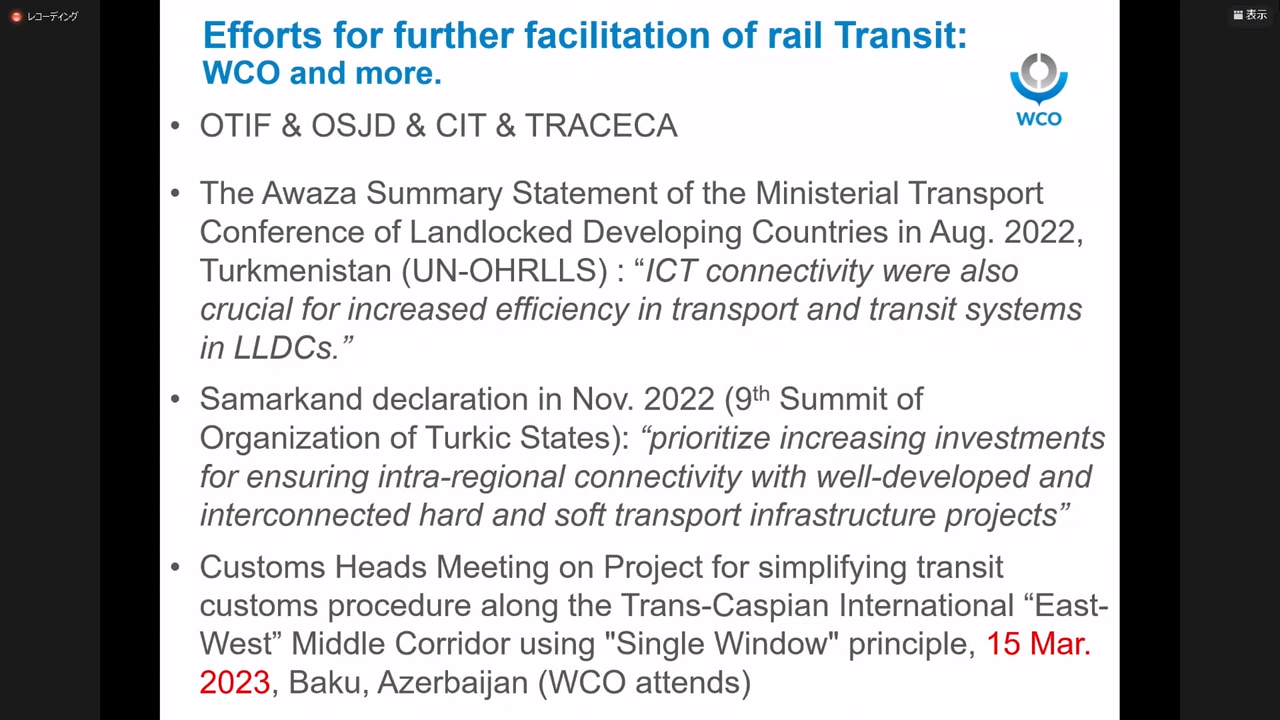 レコーディング
表示
Efforts for further facilitation of rail Transit:
WCO and more.
WCO
• OTIF & OSJD & CIT & TRACECA
• The Awaza Summary Statement of the Ministerial Transport
Conference of Landlocked Developing Countries in Aug. 2022,
Turkmenistan (UN-OHRLLS) : “ICT connectivity were also
crucial for increased efficiency in transport and transit systems
in LLDCs.”
• Samarkand declaration in Nov. 2022 (9th Summit of
Organization of Turkic States): “prioritize increasing investments
for ensuring intra-regional connectivity with well-developed and
interconnected hard and soft transport infrastructure projects”
• Customs Heads Meeting on Project for simplifying transit
customs procedure along the Trans-Caspian International “East-
West” Middle Corridor using "Single Window" principle, 15 Mar.
2023, Baku, Azerbaijan (WCO attends)